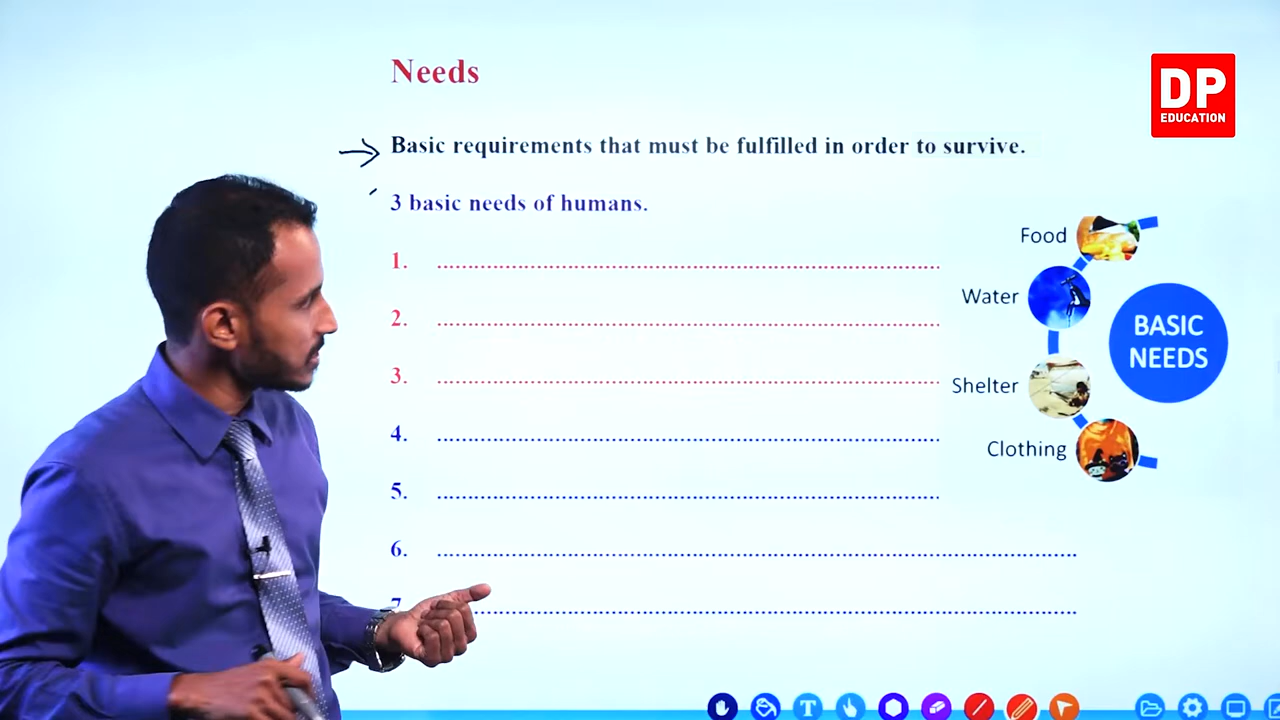 Needs
DP
EDUCATION
Basic requirements that must be fulfilled in order to survive.
3 basic needs of humans.
1. ....................
2. ....................
3. ....................
4. ....................
5. ....................
6. ....................
7. ....................
Food
Water
Shelter
Clothing
BASIC
NEEDS
T